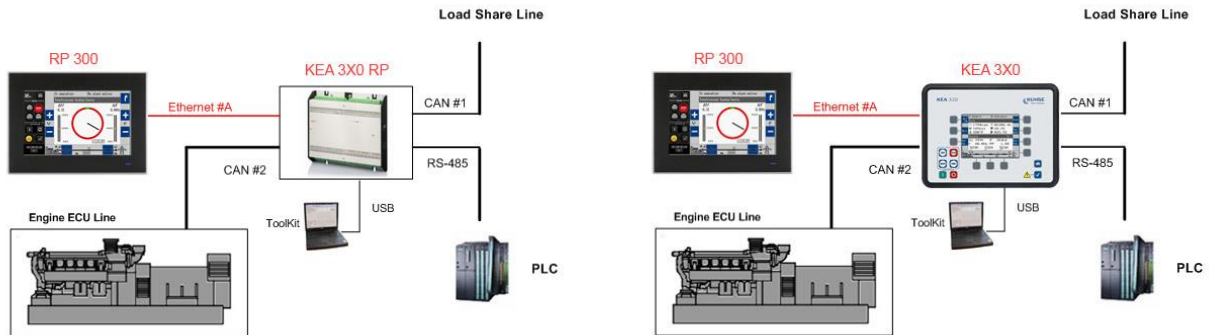 Load Share Line
RP 300
KEA 3X0 RP
Ethernet #A
CAN #1
CAN #2
RS-485
USB
ToolKit
Engine ECU Line
PLC
Load Share Line
RP 300
KEA 3X0
KEA 320
KUHSE
Ethernet #A
CAN #1
CAN #2
RS-485
USB
ToolKit
Engine ECU Line
PLC